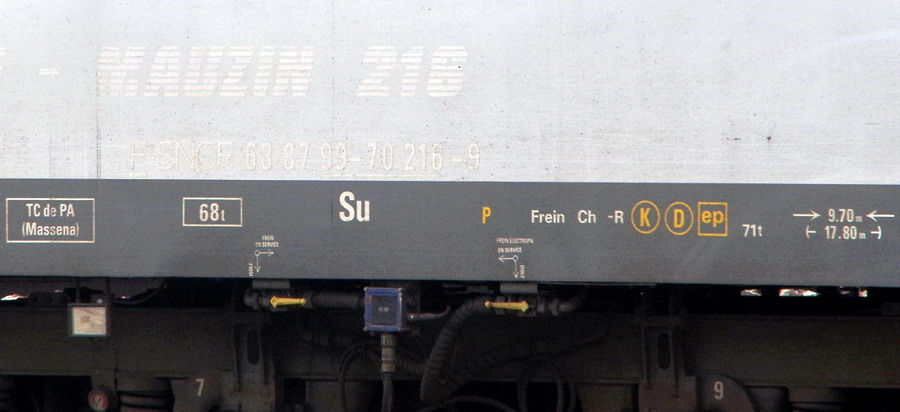 - MAUZIN 216
F-SNCF 63 87 99-70 216-9
TC de PA
(Massena)
68t
Su
P
Frein Ch -R K D ep
71t
9.70m
17.80m
FREIN
EN SERVICE
FREIN ELECTROPN
EN SERVICE
7
9